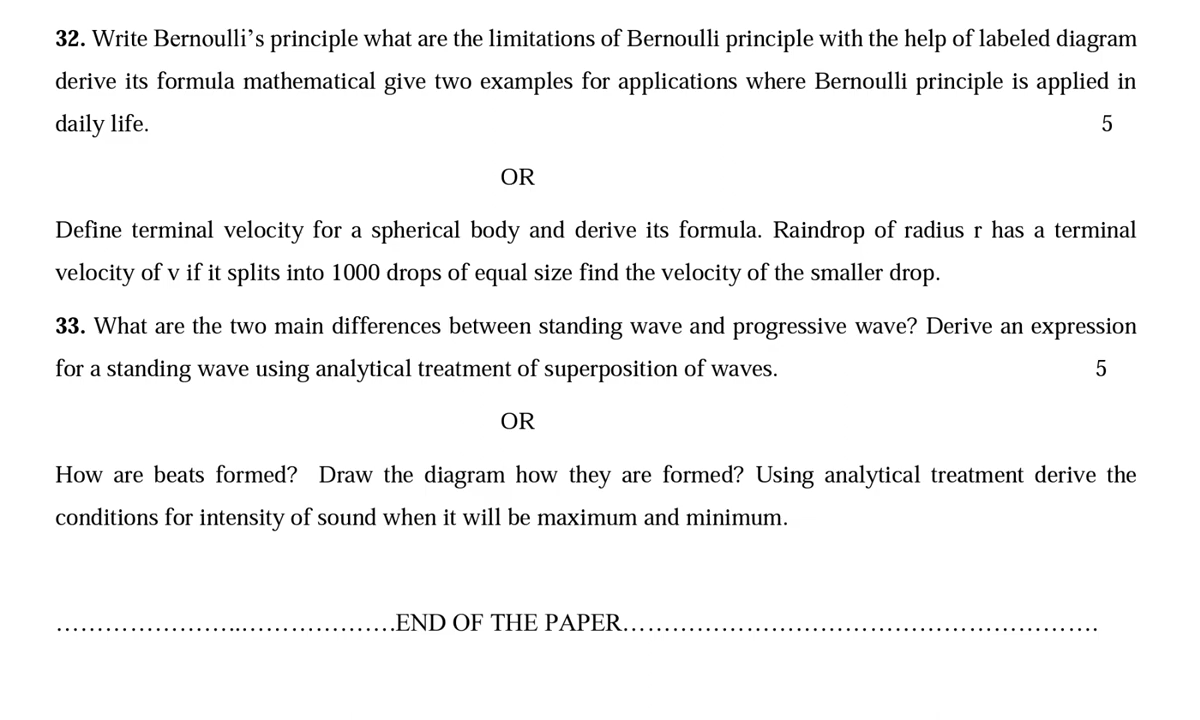 32. Write Bernoulli’s principle what are the limitations of Bernoulli principle with the help of labeled diagram
derive its formula mathematical give two examples for applications where Bernoulli principle is applied in
daily life. 5
OR
Define terminal velocity for a spherical body and derive its formula. Raindrop of radius r has a terminal
velocity of v if it splits into 1000 drops of equal size find the velocity of the smaller drop.
33. What are the two main differences between standing wave and progressive wave? Derive an expression
for a standing wave using analytical treatment of superposition of waves. 5
OR
How are beats formed? Draw the diagram how they are formed? Using analytical treatment derive the
conditions for intensity of sound when it will be maximum and minimum.
…………………..……………….END OF THE PAPER………………………………………………….